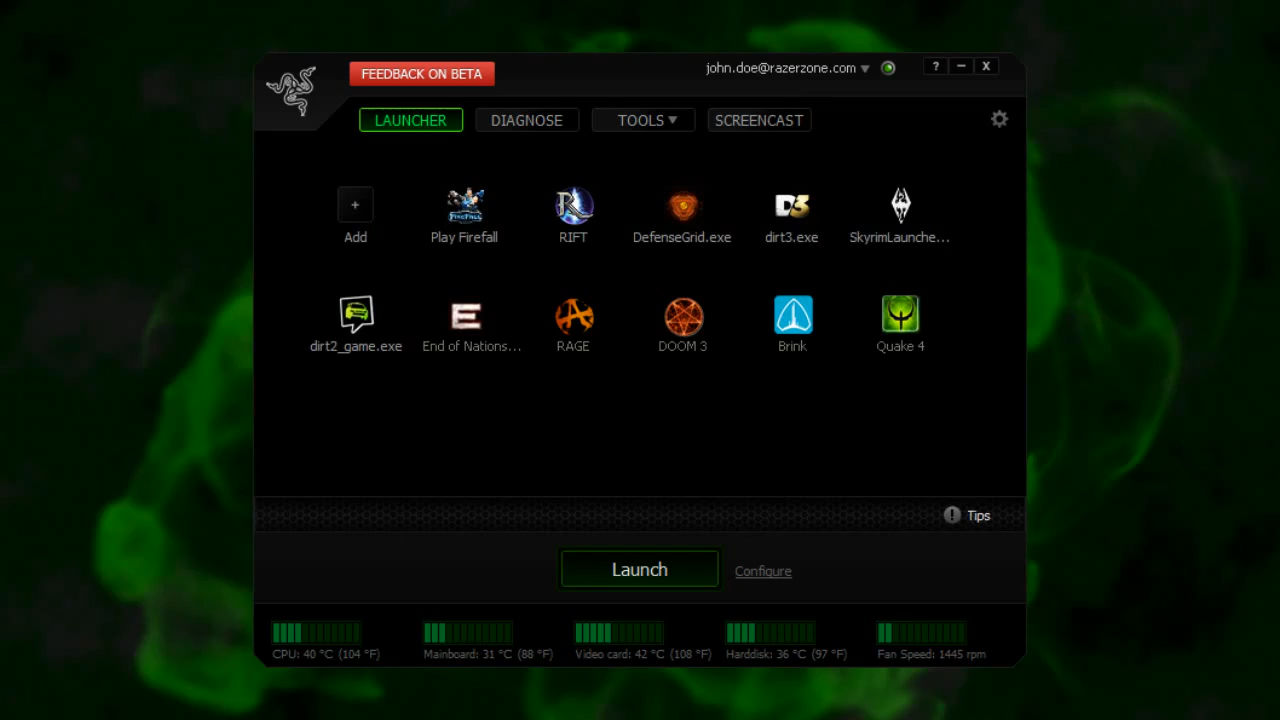 FEEDBACK ON BETA
john.doe@razerzone.com
? – X
LAUNCHER DIAGNOSE TOOLS SCREENCAST
+
FIREFALL
R
D3
Add Play Firefall RIFT DefenseGrid.exe dirt3.exe SkyrimLaunche...
E
dirt2_game.exe End of Nations... RAGE DOOM 3 Brink Quake 4
! Tips
Launch Configure
CPU: 40 °C (104 °F) Mainboard: 31 °C (88 °F) Video card: 42 °C (108 °F) Harddisk: 36 °C (97 °F) Fan Speed: 1445 rpm